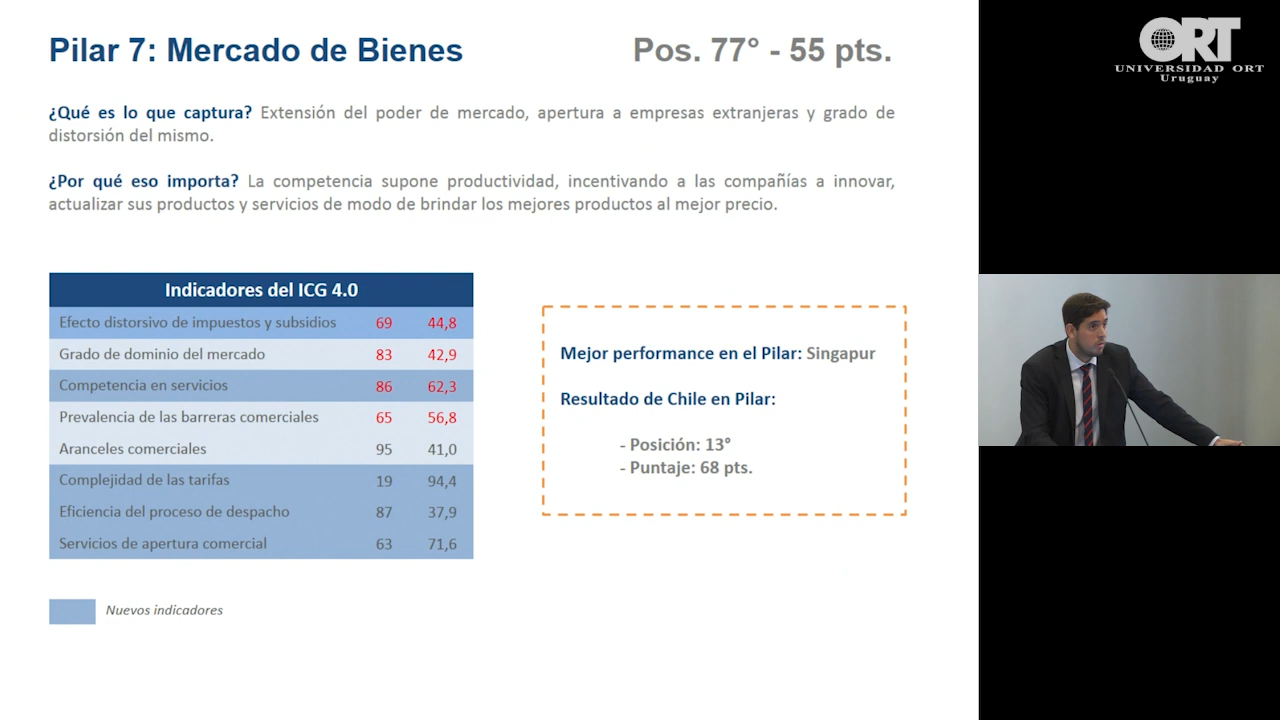 Pilar 7: Mercado de Bienes
Pos. 77° - 55 pts.
¿Qué es lo que captura? Extensión del poder de mercado, apertura a empresas extranjeras y grado de
distorsión del mismo.
¿Por qué eso importa? La competencia supone productividad, incentivando a las compañías a innovar,
actualizar sus productos y servicios de modo de brindar los mejores productos al mejor precio.
Indicadores del ICG 4.0
Efecto distorsivo de impuestos y subsidios 69 44,8
Grado de dominio del mercado 83 42,9
Competencia en servicios 86 62,3
Prevalencia de las barreras comerciales 65 56,8
Aranceles comerciales 95 41,0
Complejidad de las tarifas 19 94,4
Eficiencia del proceso de despacho 87 37,9
Servicios de apertura comercial 63 71,6
Nuevos indicadores
Mejor performance en el Pilar: Singapur
Resultado de Chile en Pilar:
- Posición: 13°
- Puntaje: 68 pts.
ORT
UNIVERSIDAD ORT
Uruguay